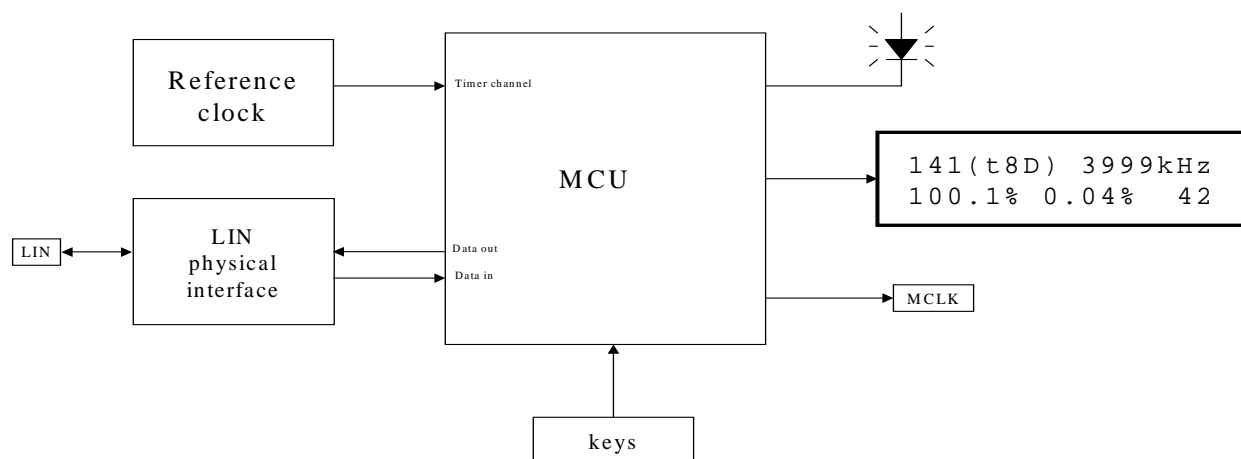 Reference
clock
Timer channel
MCU
141(t8D) 3999kHz
100.1% 0.04% 42
LIN
LIN
physical
interface
Data out
Data in
MCLK
keys